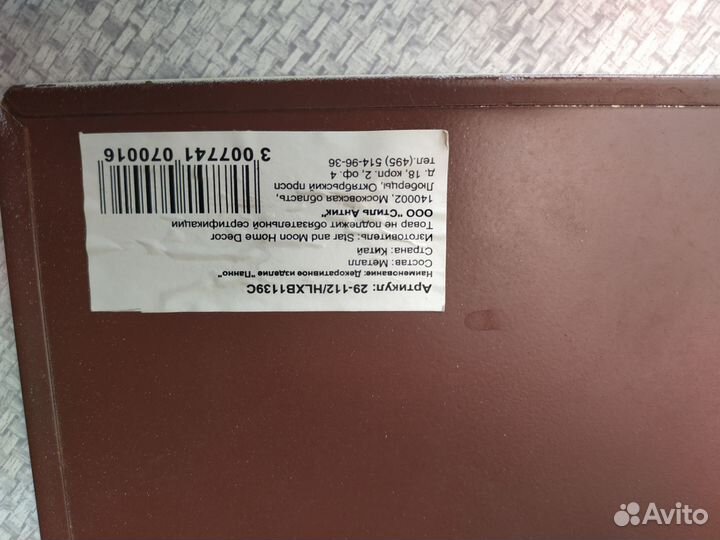 Артикул: 29-112/HLXB1139C
Наименование: Декоративное изделие "Панно"
Состав: Металл
Страна: Китай
Изготовитель: Star and Moon Home Decor
Товар не подлежит обязательной сертификации
ООО "Стиль Антик"
140002, Московская область,
Люберцы, Октябрьский просп
д. 18, корп. 2, оф. 4
тел.(495) 514-96-36
3 007741 070016
Avito